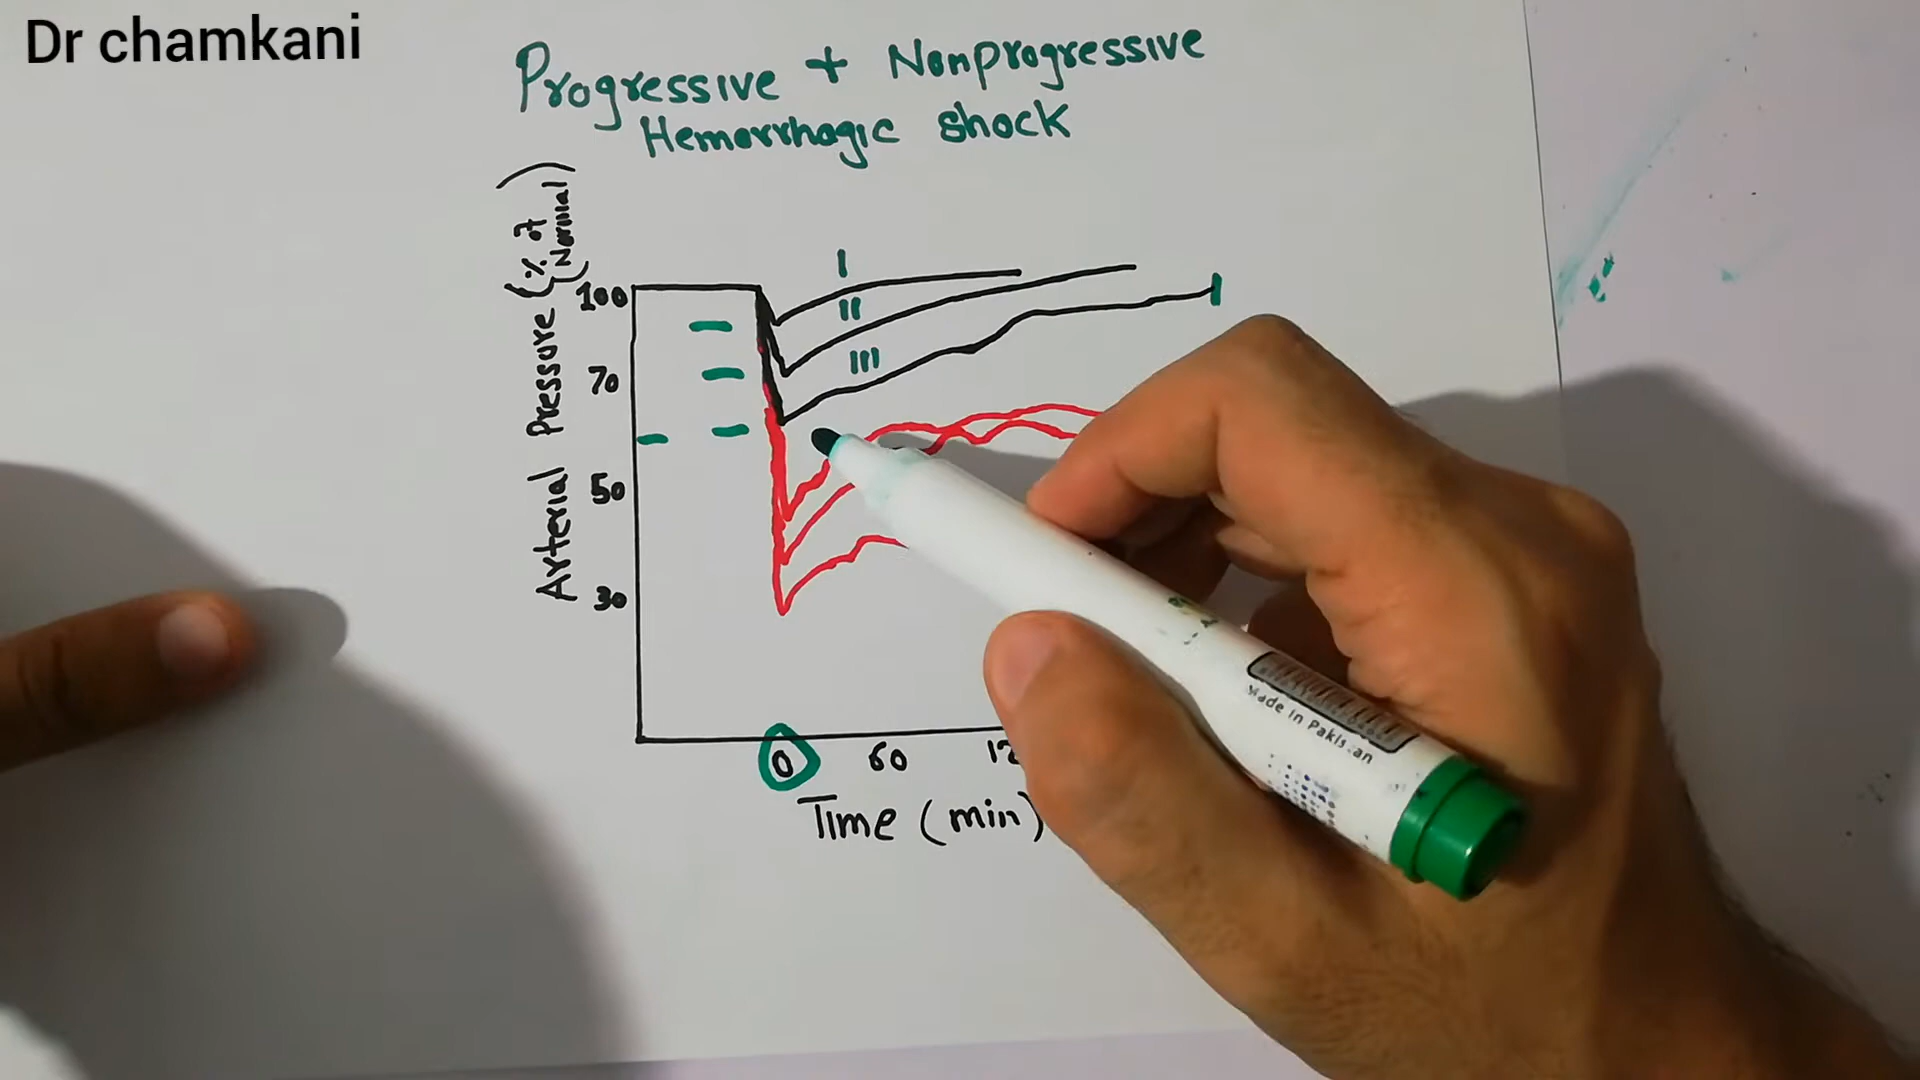 Dr chamkani
Progressive + Nonprogressive
Hemorrhagic shock
Arterial Pressure (% of Normal)
100
70
50
30
I
II
III
0 60
Time (min)
Made in Pakistan